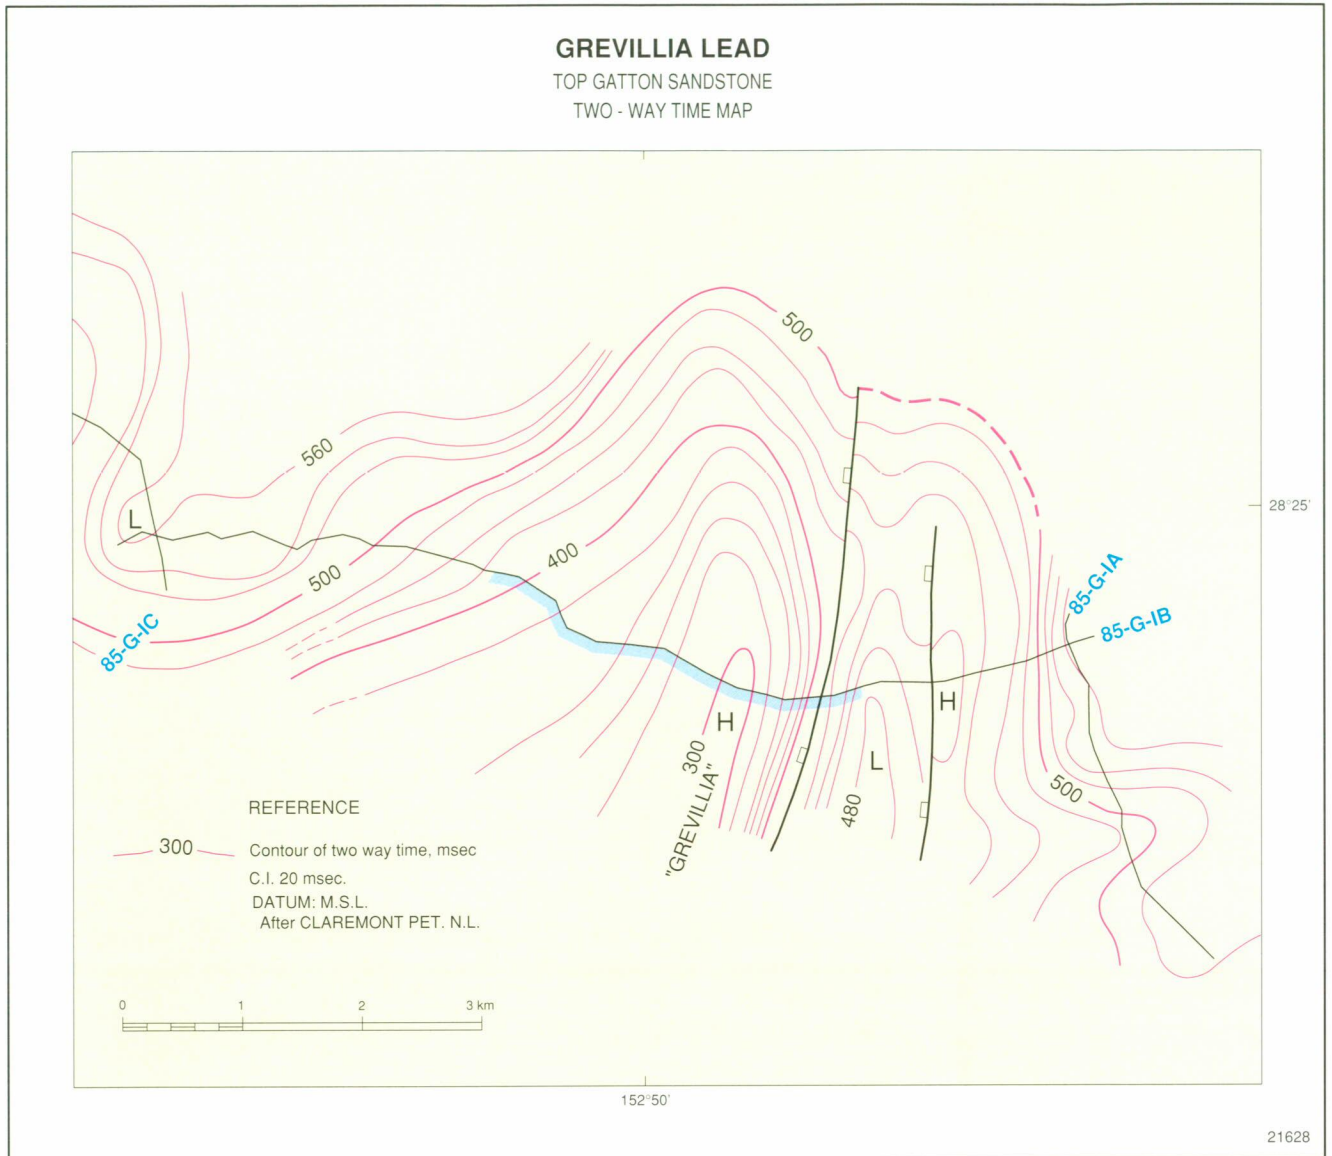 GREVILLIA LEAD
TOP GATTON SANDSTONE
TWO - WAY TIME MAP
500
560
L
28°25'
400
500
85-G-IA
85-G-IB
85-G-IC
H
H
300
"GREVILLIA"
L
480
500
REFERENCE
300 Contour of two way time, msec
C.I. 20 msec.
DATUM: M.S.L.
After CLAREMONT PET. N.L.
0 1 2 3 km
152°50'
21628